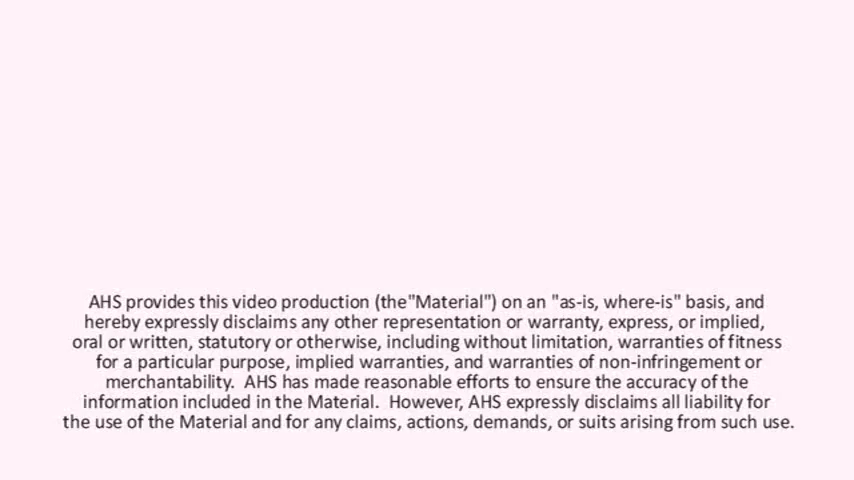 AHS provides this video production (the"Material") on an "as-is, where-is" basis, and
hereby expressly disclaims any other representation or warranty, express, or implied,
oral or written, statutory or otherwise, including without limitation, warranties of fitness
for a particular purpose, implied warranties, and warranties of non-infringement or
merchantability.  AHS has made reasonable efforts to ensure the accuracy of the
information included in the Material.  However, AHS expressly disclaims all liability for
the use of the Material and for any claims, actions, demands, or suits arising from such use.